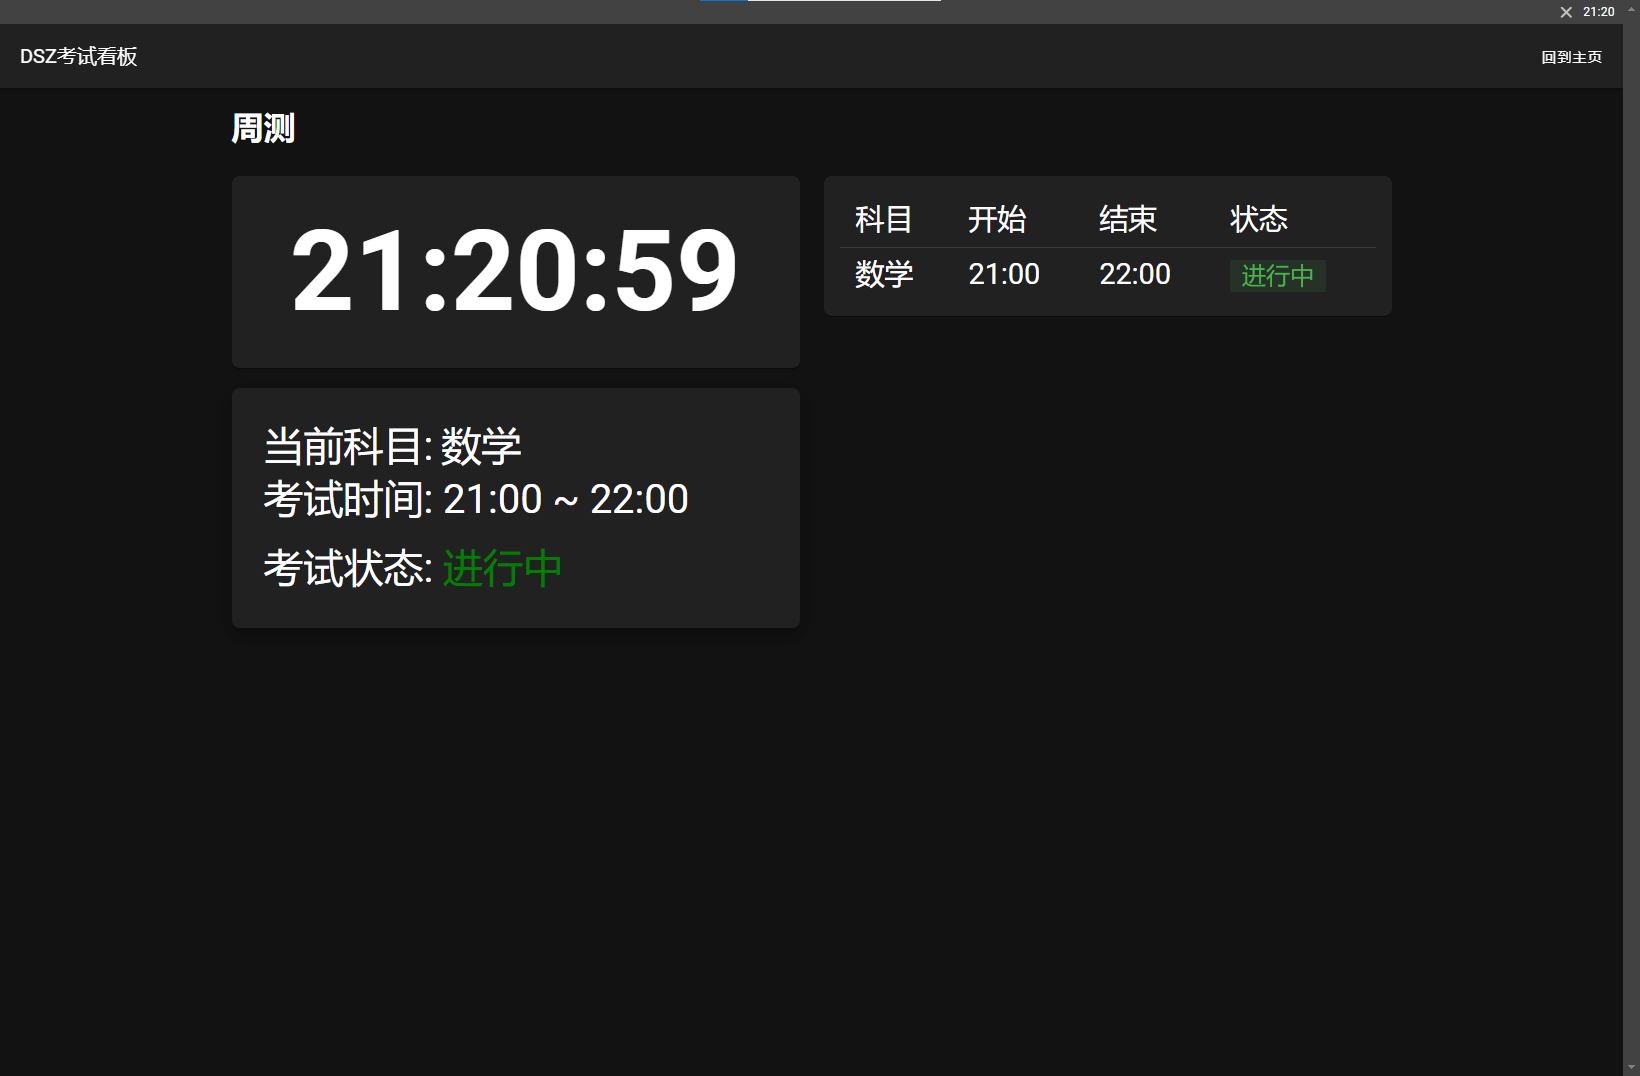 21:20
DSZ考试看板
回到主页
周测
21:20:59
当前科目: 数学
考试时间: 21:00 ~ 22:00
考试状态: 进行中
科目 开始 结束 状态
数学 21:00 22:00 进行中